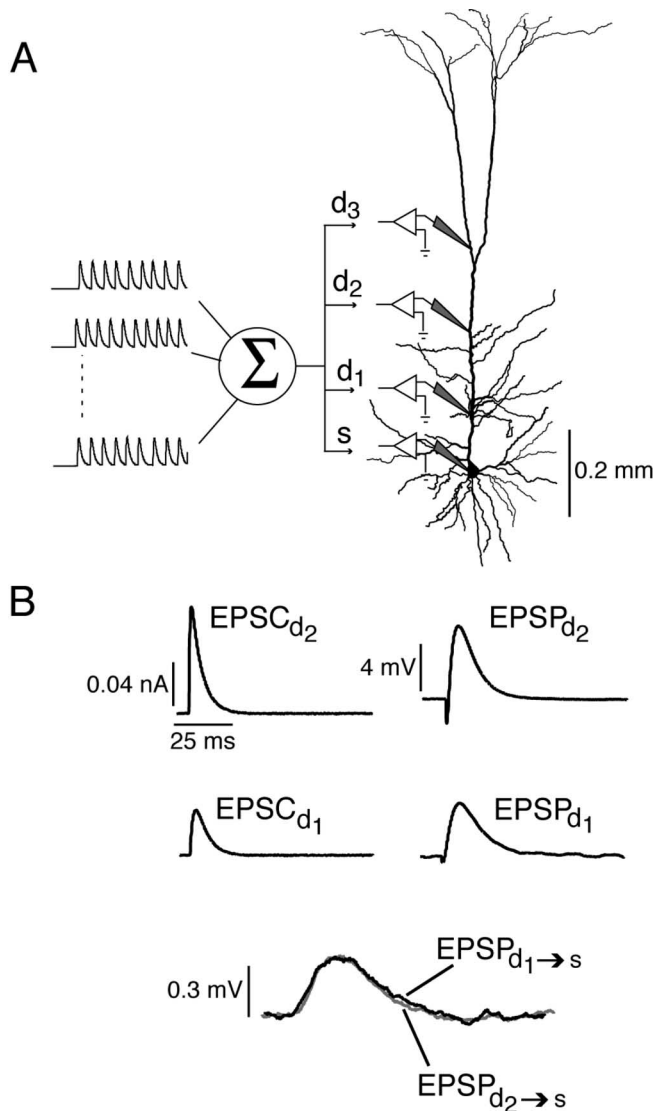 A
d3
d2
Σ
d1
s
0.2 mm
B
EPSCd2
EPSPd2
0.04 nA
4 mV
25 ms
EPSCd1
EPSPd1
EPSPd1➔s
0.3 mV
EPSPd2➔s